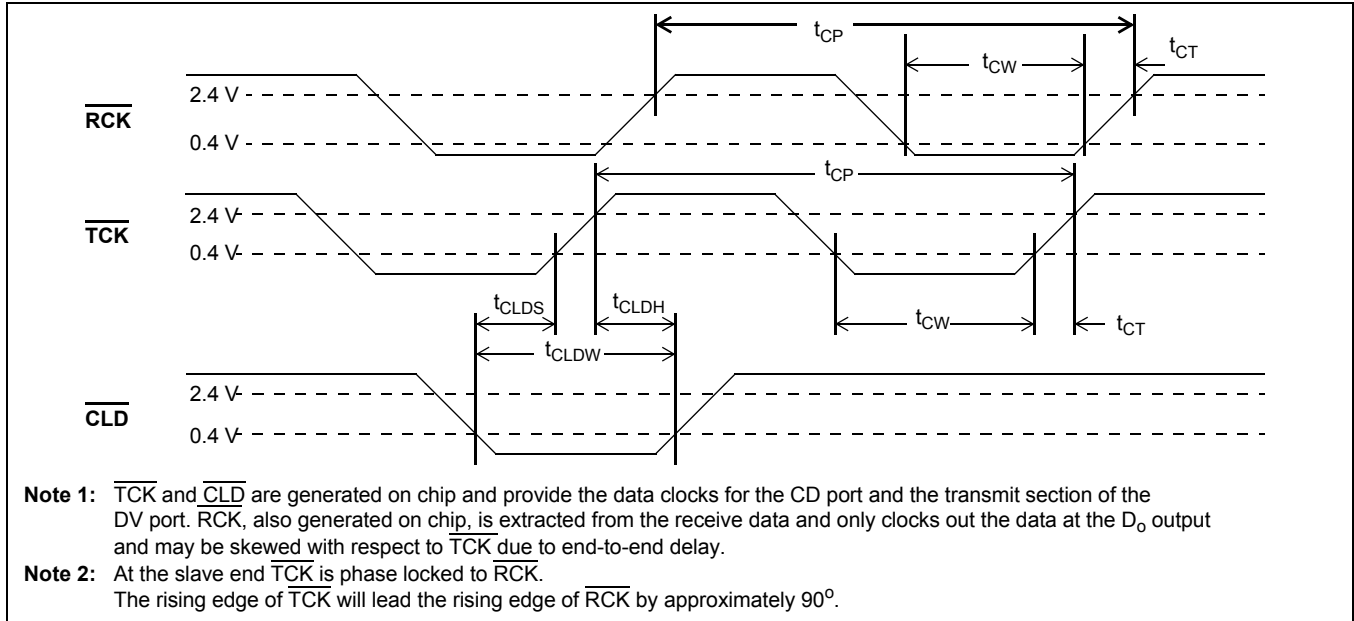 tCP
tCW
tCT
2.4 V
RCK
0.4 V
tCP
2.4 V
TCK
0.4 V
tCLDS
tCLDH
tCW
tCT
tCLDW
2.4 V
CLD
0.4 V
Note 1: TCK and CLD are generated on chip and provide the data clocks for the CD port and the transmit section of the
DV port. RCK, also generated on chip, is extracted from the receive data and only clocks out the data at the Do output
and may be skewed with respect to TCK due to end-to-end delay.
Note 2: At the slave end TCK is phase locked to RCK.
The rising edge of TCK will lead the rising edge of RCK by approximately 90o.